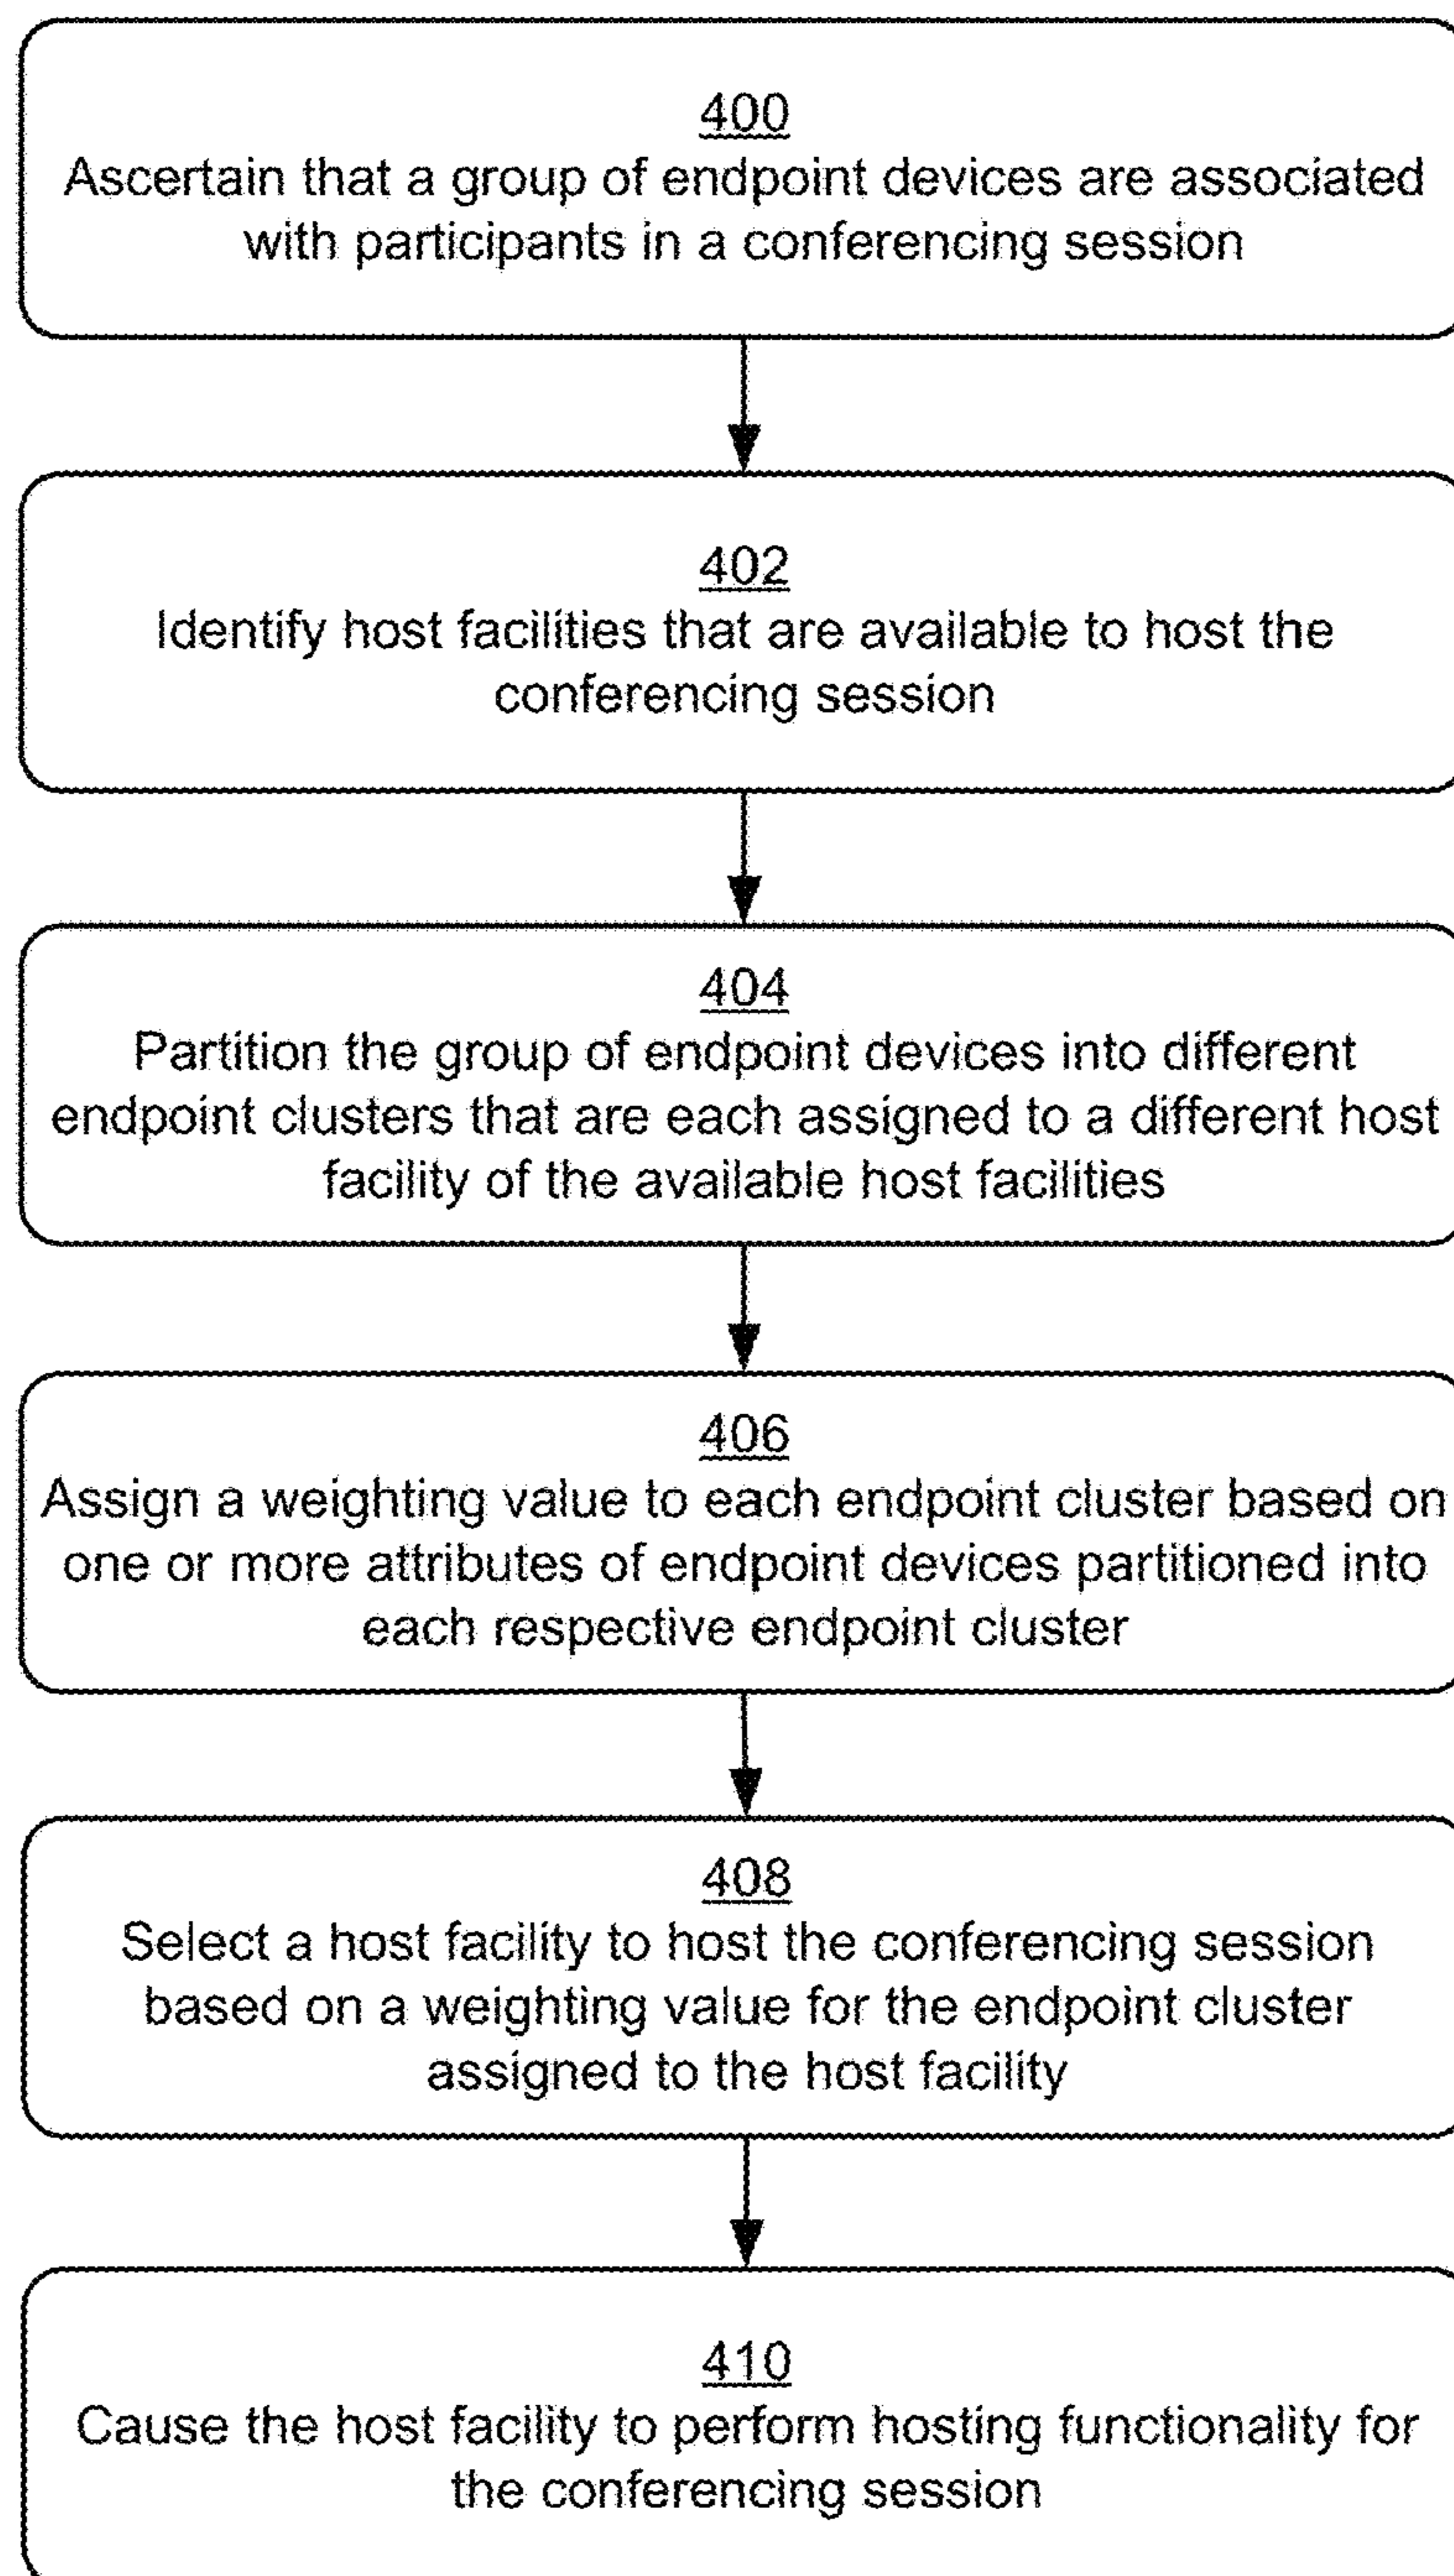 400
Ascertain that a group of endpoint devices are associated
with participants in a conferencing session
402
Identify host facilities that are available to host the
conferencing session
404
Partition the group of endpoint devices into different
endpoint clusters that are each assigned to a different host
facility of the available host facilities
406
Assign a weighting value to each endpoint cluster based on
one or more attributes of endpoint devices partitioned into
each respective endpoint cluster
408
Select a host facility to host the conferencing session
based on a weighting value for the endpoint cluster
assigned to the host facility
410
Cause the host facility to perform hosting functionality for
the conferencing session